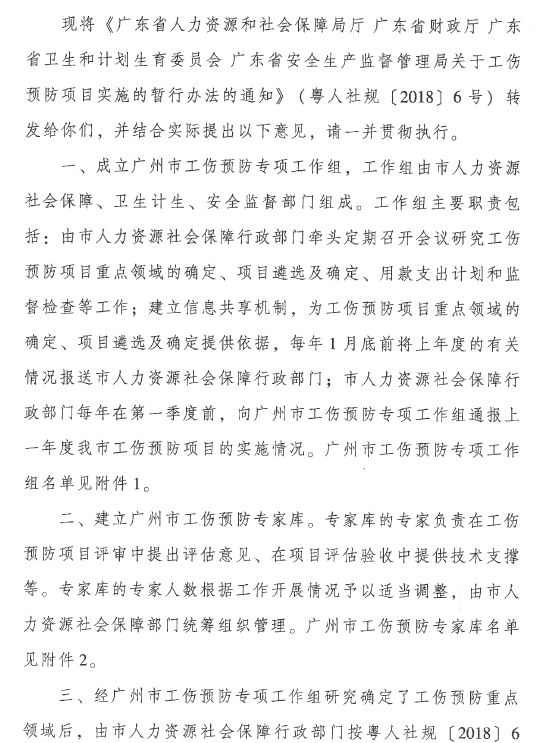 现将《广东省人力资源和社会保障局厅 广东省财政厅 广东
省卫生和计划生育委员会 广东省安全生产监督管理局关于工伤
预防项目实施的暂行办法的通知》（粤人社规〔2018〕6 号）转
发给你们，并结合实际提出以下意见，请一并贯彻执行。
一、成立广州市工伤预防专项工作组，工作组由市人力资源
社会保障、卫生计生、安全监督部门组成。工作组主要职责包
括：由市人力资源社会保障行政部门牵头定期召开会议研究工伤
预防项目重点领域的确定、项目遴选及确定、用款支出计划和监
督检查等工作；建立信息共享机制，为工伤预防项目重点领域的
确定、项目遴选及确定提供依据，每年 1 月底前将上年度的有关
情况报送市人力资源社会保障行政部门；市人力资源社会保障行
政部门每年在第一季度前，向广州市工伤预防专项工作组通报上
一年度我市工伤预防项目的实施情况。广州市工伤预防专项工作
组名单见附件1。
二、建立广州市工伤预防专家库。专家库的专家负责在工伤
预防项目评审中提出评估意见、在项目评估验收中提供技术支撑
等。专家库的专家人数根据工作开展情况予以适当调整，由市人
力资源社会保障部门统筹组织管理。广州市工伤预防专家库名单
见附件2。
三、经广州市工伤预防专项工作组研究确定了工伤预防重点
领域后，由市人力资源社会保障行政部门按粤人社规〔2018〕6